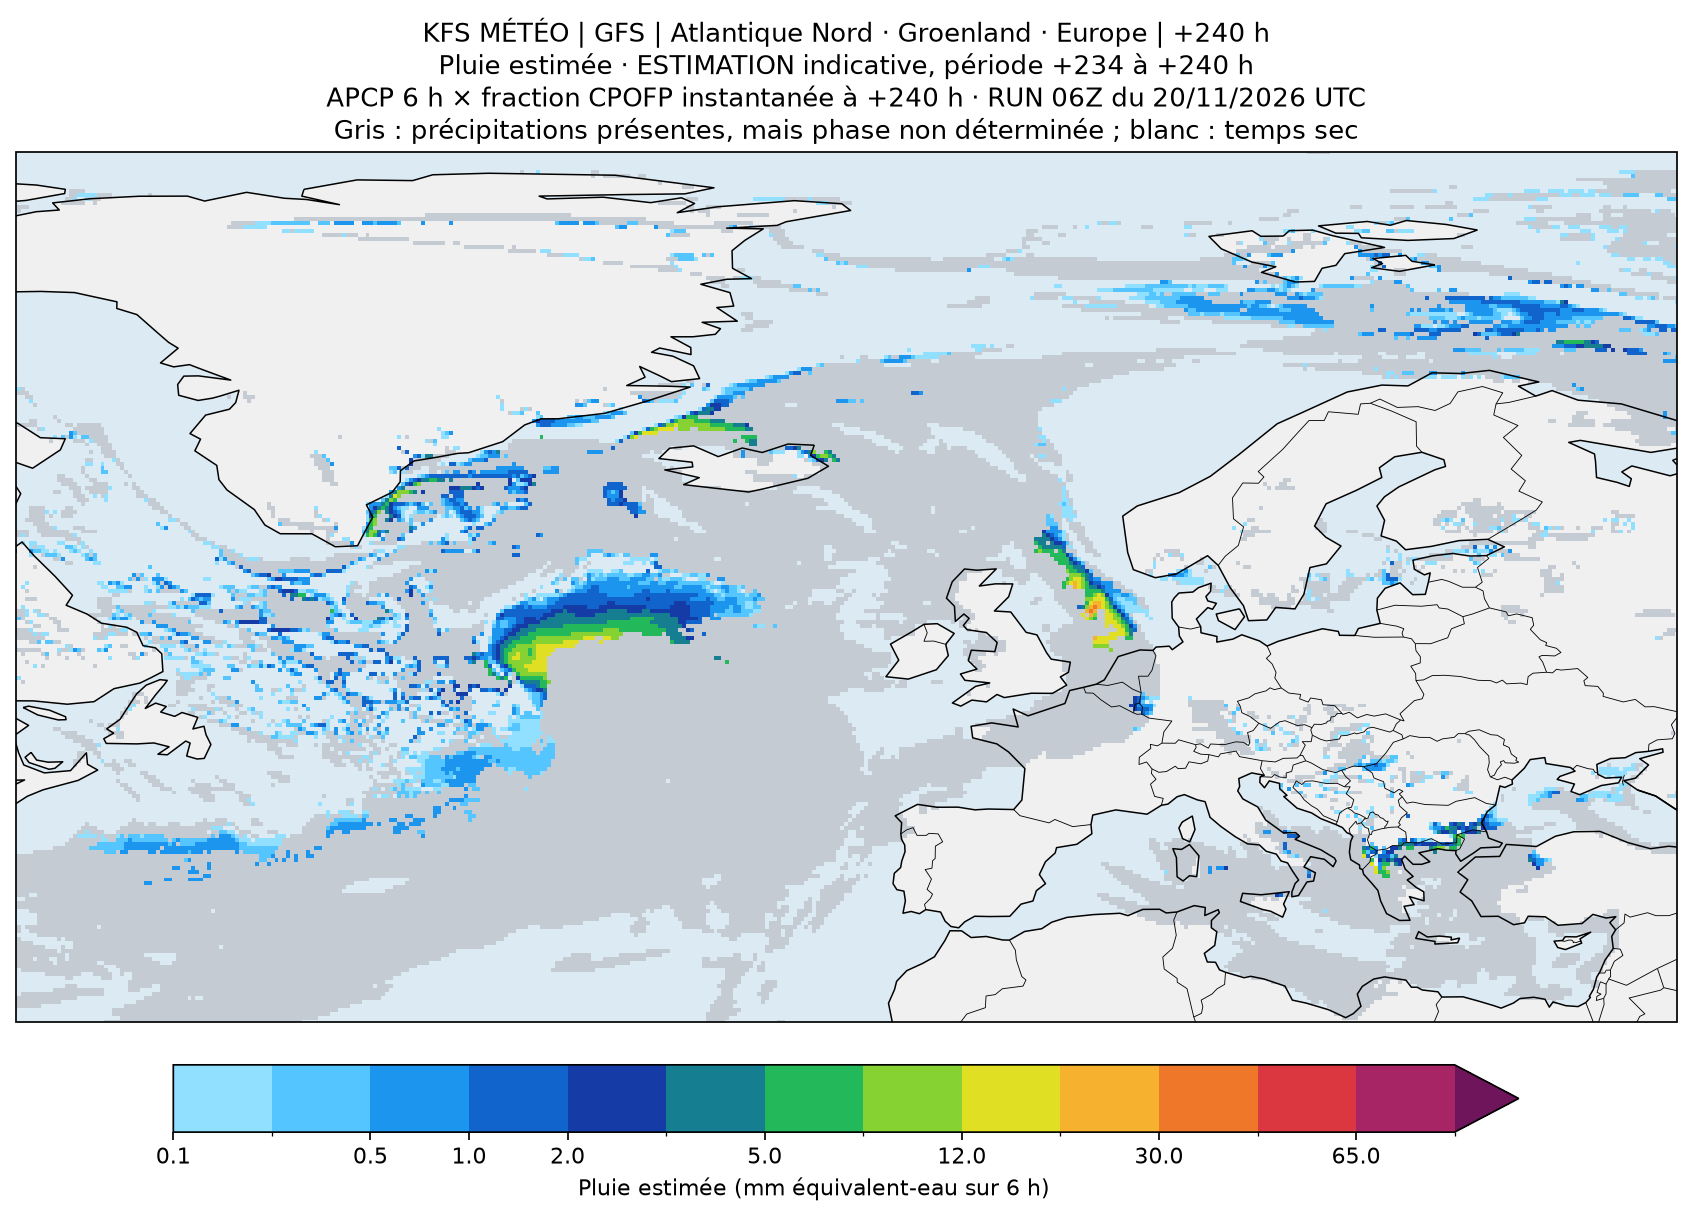 KFS MÉTÉO | GFS | Atlantique Nord · Groenland · Europe | +240 h
Pluie estimée · ESTIMATION indicative, période +234 à +240 h
APCP 6 h × fraction CPOFP instantanée à +240 h · RUN 06Z du 20/11/2026 UTC
Gris : précipitations présentes, mais phase non déterminée ; blanc : temps sec
0.1 0.5 1.0 2.0 5.0 12.0 30.0 65.0
Pluie estimée (mm équivalent-eau sur 6 h)